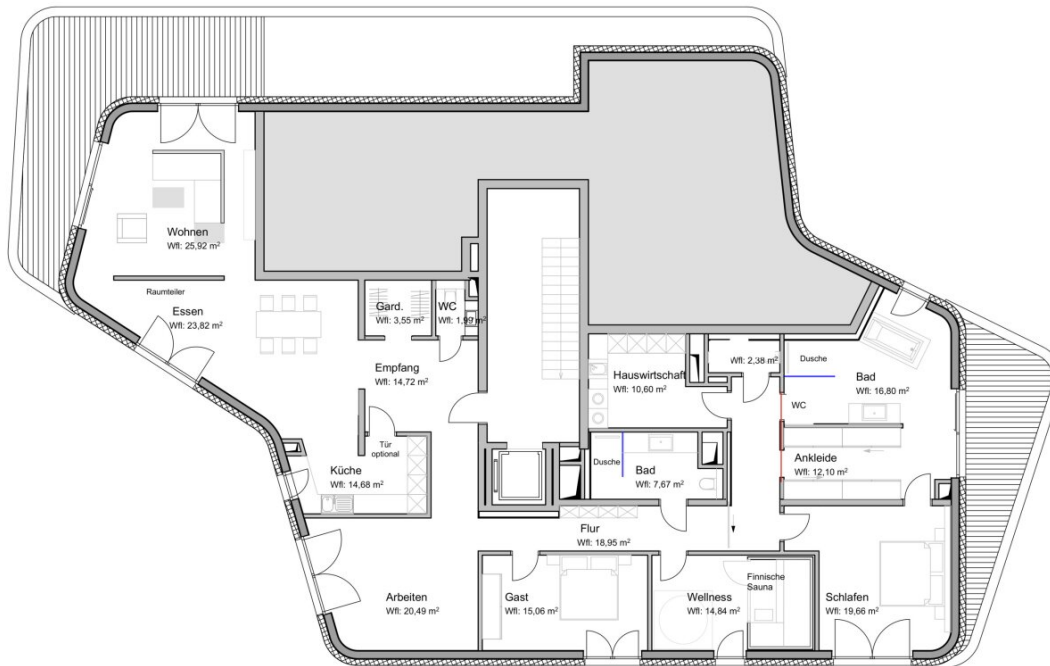 Wohnen
Wfl: 25,92 m²
Raumteiler
Essen
Wfl: 23,82 m²
Gard.
Wfl: 3,55 m²
WC
Wfl: 1,99 m²
Empfang
Wfl: 14,72 m²
Tür
optional
Küche
Wfl: 14,68 m²
Hauswirtschaft
Wfl: 10,60 m²
Wfl: 2,38 m²
Dusche
Bad
Wfl: 16,80 m²
WC
Ankleide
Wfl: 12,10 m²
Dusche
Bad
Wfl: 7,67 m²
Flur
Wfl: 18,95 m²
Arbeiten
Wfl: 20,49 m²
Gast
Wfl: 15,06 m²
Wellness
Wfl: 14,84 m²
Finnische
Sauna
Schlafen
Wfl: 19,66 m²